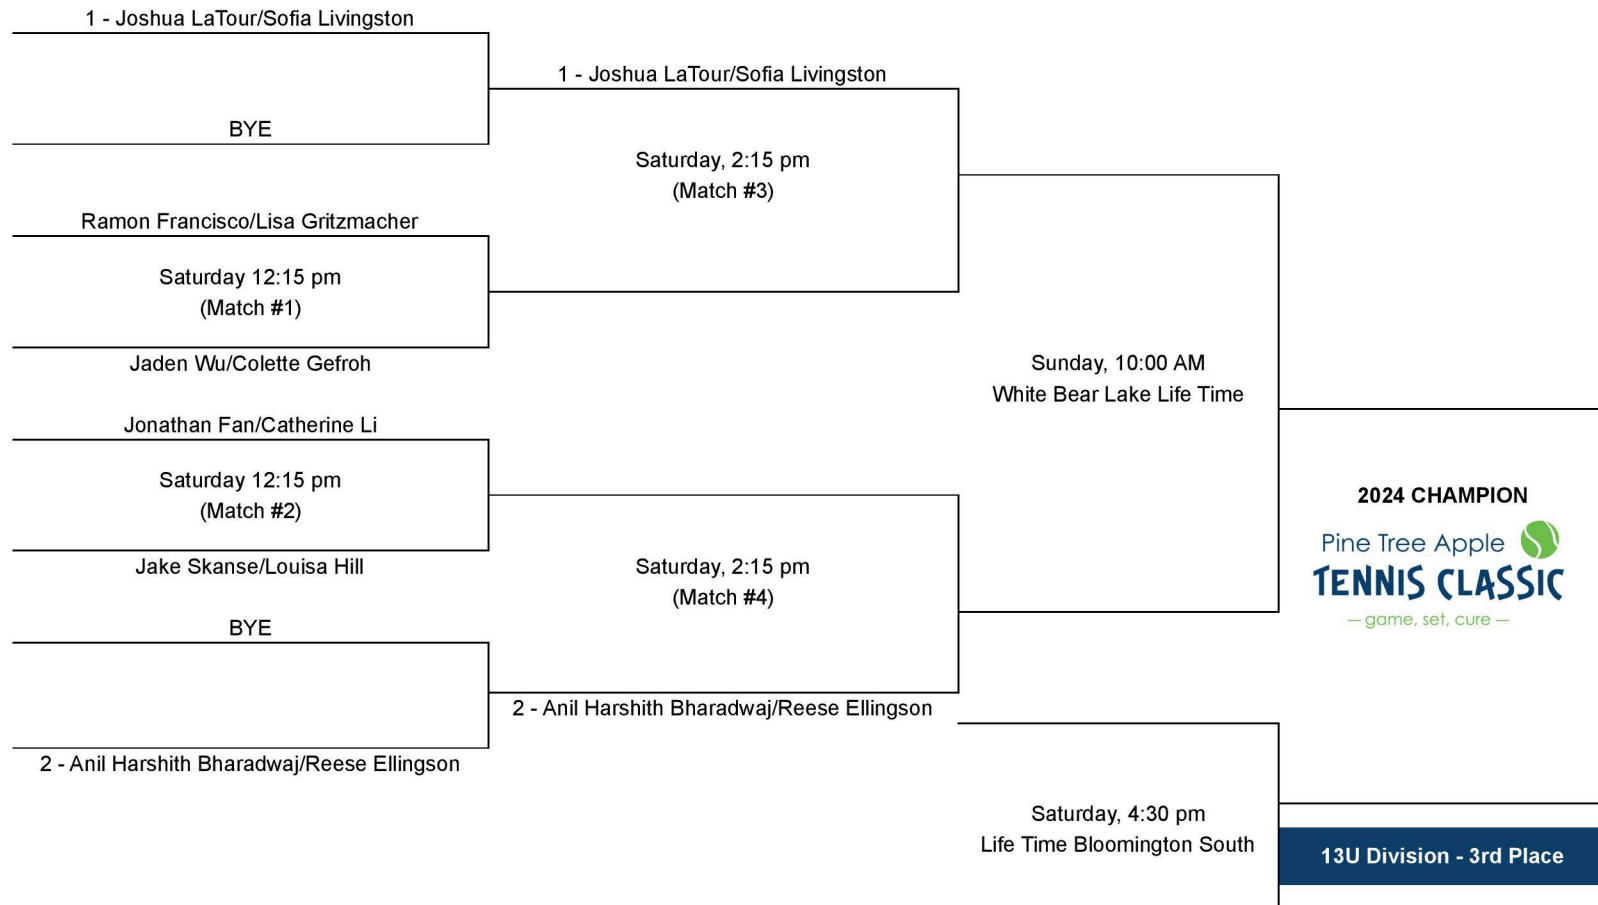 1 - Joshua LaTour/Sofia Livingston
BYE
Ramon Francisco/Lisa Gritzmacher
Saturday 12:15 pm
(Match #1)
Jaden Wu/Colette Gefroh
Jonathan Fan/Catherine Li
Saturday 12:15 pm
(Match #2)
Jake Skanse/Louisa Hill
BYE
2 - Anil Harshith Bharadwaj/Reese Ellingson
1 - Joshua LaTour/Sofia Livingston
Saturday, 2:15 pm
(Match #3)
Saturday, 2:15 pm
(Match #4)
2 - Anil Harshith Bharadwaj/Reese Ellingson
Sunday, 10:00 AM
White Bear Lake Life Time
Saturday, 4:30 pm
Life Time Bloomington South
2024 CHAMPION
Pine Tree Apple
TENNIS CLASSIC
— game, set, cure —
13U Division - 3rd Place